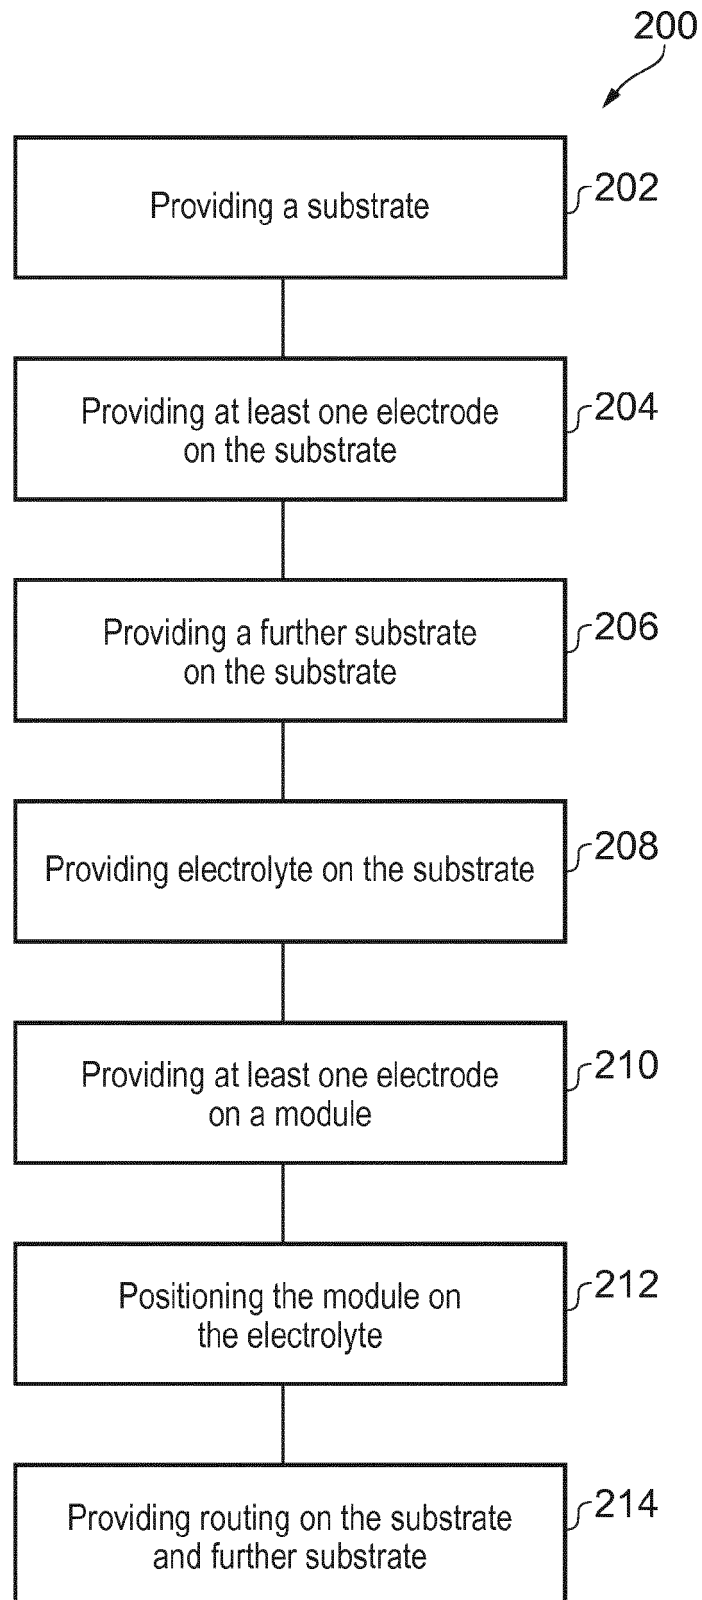 200
Providing a substrate
202
Providing at least one electrode
on the substrate
204
Providing a further substrate
on the substrate
206
Providing electrolyte on the substrate
208
Providing at least one electrode
on a module
210
Positioning the module on
the electrolyte
212
Providing routing on the substrate
and further substrate
214